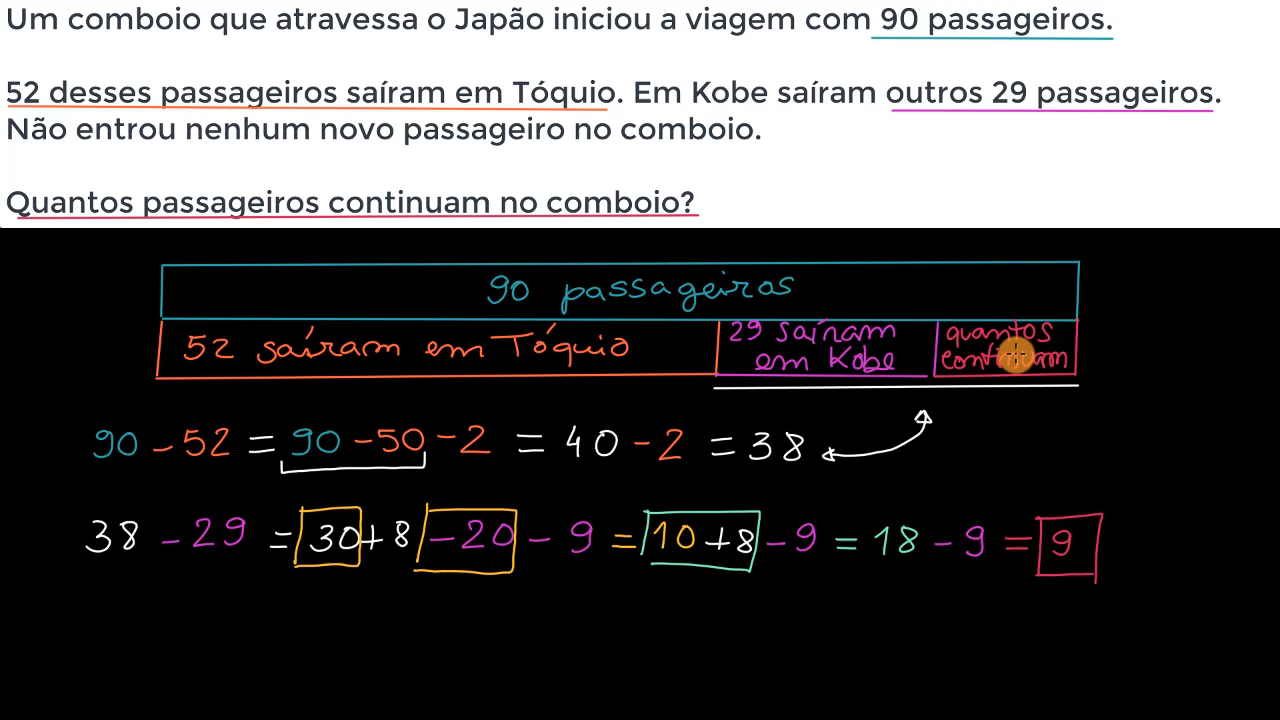 Um comboio que atravessa o Japão iniciou a viagem com 90 passageiros.
52 desses passageiros saíram em Tóquio. Em Kobe saíram outros 29 passageiros.
Não entrou nenhum novo passageiro no comboio.
Quantos passageiros continuam no comboio?
90 passageiros
52 saíram em Tóquio
29 saíram
em Kobe
quantos
continuam
90 - 52 = 90 - 50 - 2 = 40 - 2 = 38
38 - 29 = 30 + 8 - 20 - 9 = 10 + 8 - 9 = 18 - 9 = 9